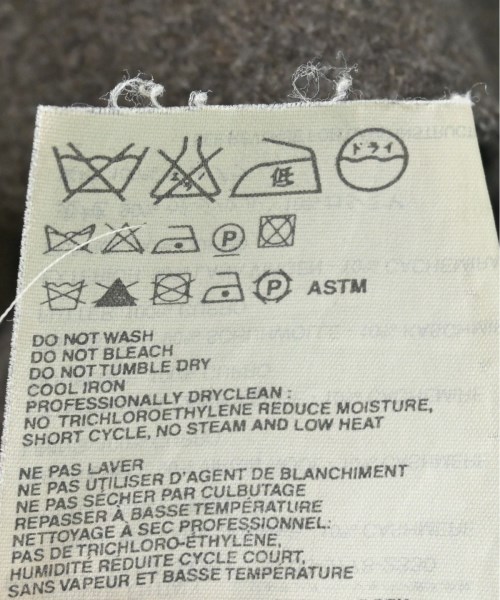 低 ドライ
P
P ASTM
DO NOT WASH
DO NOT BLEACH
DO NOT TUMBLE DRY
COOL IRON
PROFESSIONALLY DRYCLEAN :
NO TRICHLOROETHYLENE REDUCE MOISTURE,
SHORT CYCLE, NO STEAM AND LOW HEAT
NE PAS LAVER
NE PAS UTILISER D'AGENT DE BLANCHIMENT
NE PAS SÉCHER PAR CULBUTAGE
REPASSER À BASSE TEMPÉRATURE
NETTOYAGE À SEC PROFESSIONNEL:
PAS DE TRICHLORO-ÉTHYLÈNE,
HUMIDITÉ RÉDUITE CYCLE COURT,
SANS VAPEUR ET BASSE TEMPÉRATURE